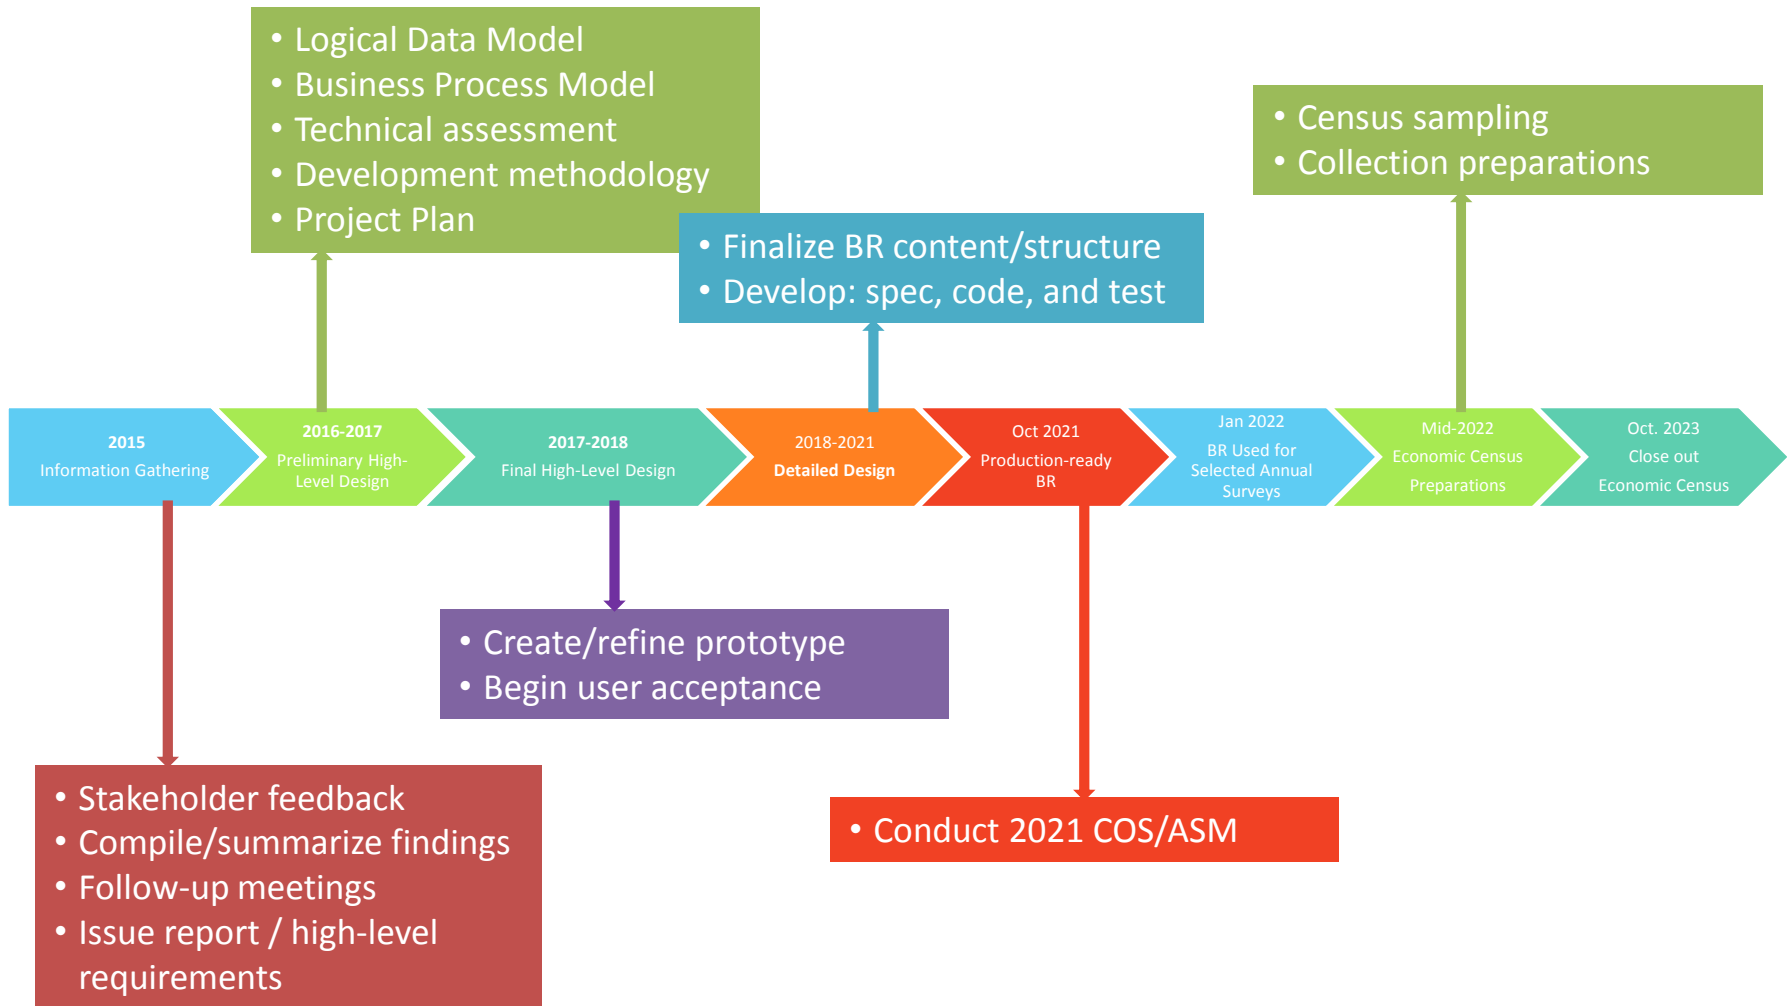 • Logical Data Model
• Business Process Model
• Technical assessment
• Development methodology
• Project Plan
• Finalize BR content/structure
• Develop: spec, code, and test
• Census sampling
• Collection preparations
2015
Information Gathering
2016-2017
Preliminary High-
Level Design
2017-2018
Final High-Level Design
2018-2021
Detailed Design
Oct 2021
Production-ready
BR
Jan 2022
BR Used for
Selected Annual
Surveys
Mid-2022
Economic Census
Preparations
Oct. 2023
Close out
Economic Census
• Create/refine prototype
• Begin user acceptance
• Stakeholder feedback
• Compile/summarize findings
• Follow-up meetings
• Issue report / high-level
requirements
• Conduct 2021 COS/ASM